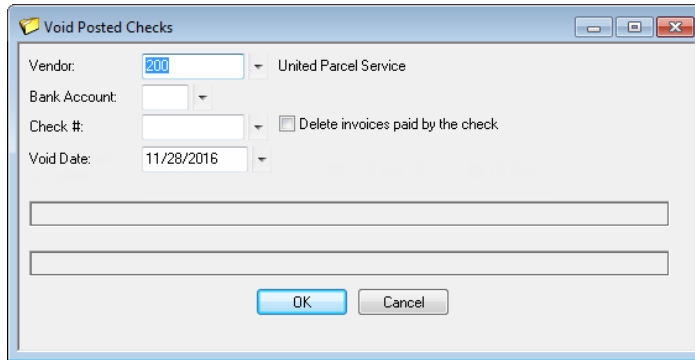 Void Posted Checks
Vendor: 200 United Parcel Service
Bank Account:
Check #: Delete invoices paid by the check
Void Date: 11/28/2016
OK Cancel